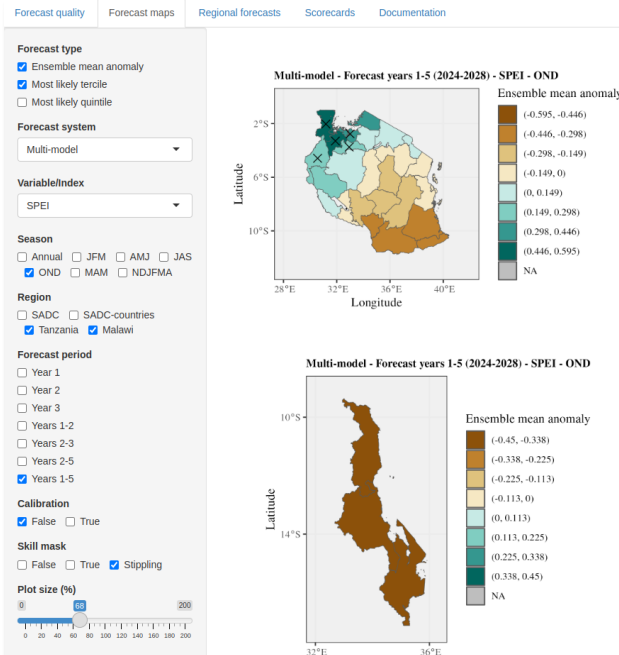 Forecast quality Forecast maps Regional forecasts Scorecards Documentation
Forecast type
Ensemble mean anomaly
Most likely tercile
Most likely quintile
Forecast system
Multi-model
Variable/Index
SPEI
Season
Annual JFM AMJ JAS
OND MAM NDJFMA
Region
SADC SADC-countries
Tanzania Malawi
Forecast period
Year 1
Year 2
Year 3
Years 1-2
Years 2-3
Years 2-5
Years 1-5
Calibration
False True
Skill mask
False True Stippling
Plot size (%)
0 68 200
0 20 40 60 80 100 120 140 160 180 200
Multi-model - Forecast years 1-5 (2024-2028) - SPEI - OND
Ensemble mean anomaly
(-0.595, -0.446)
(-0.446, -0.298)
(-0.298, -0.149)
(-0.149, 0)
(0, 0.149)
(0.149, 0.298)
(0.298, 0.446)
(0.446, 0.595)
NA
Latitude
2°S
6°S
10°S
28°E 32°E 36°E 40°E
Longitude
Multi-model - Forecast years 1-5 (2024-2028) - SPEI - OND
Ensemble mean anomaly
(-0.45, -0.338)
(-0.338, -0.225)
(-0.225, -0.113)
(-0.113, 0)
(0, 0.113)
(0.113, 0.225)
(0.225, 0.338)
(0.338, 0.45)
NA
Latitude
10°S
14°S
32°E 36°E